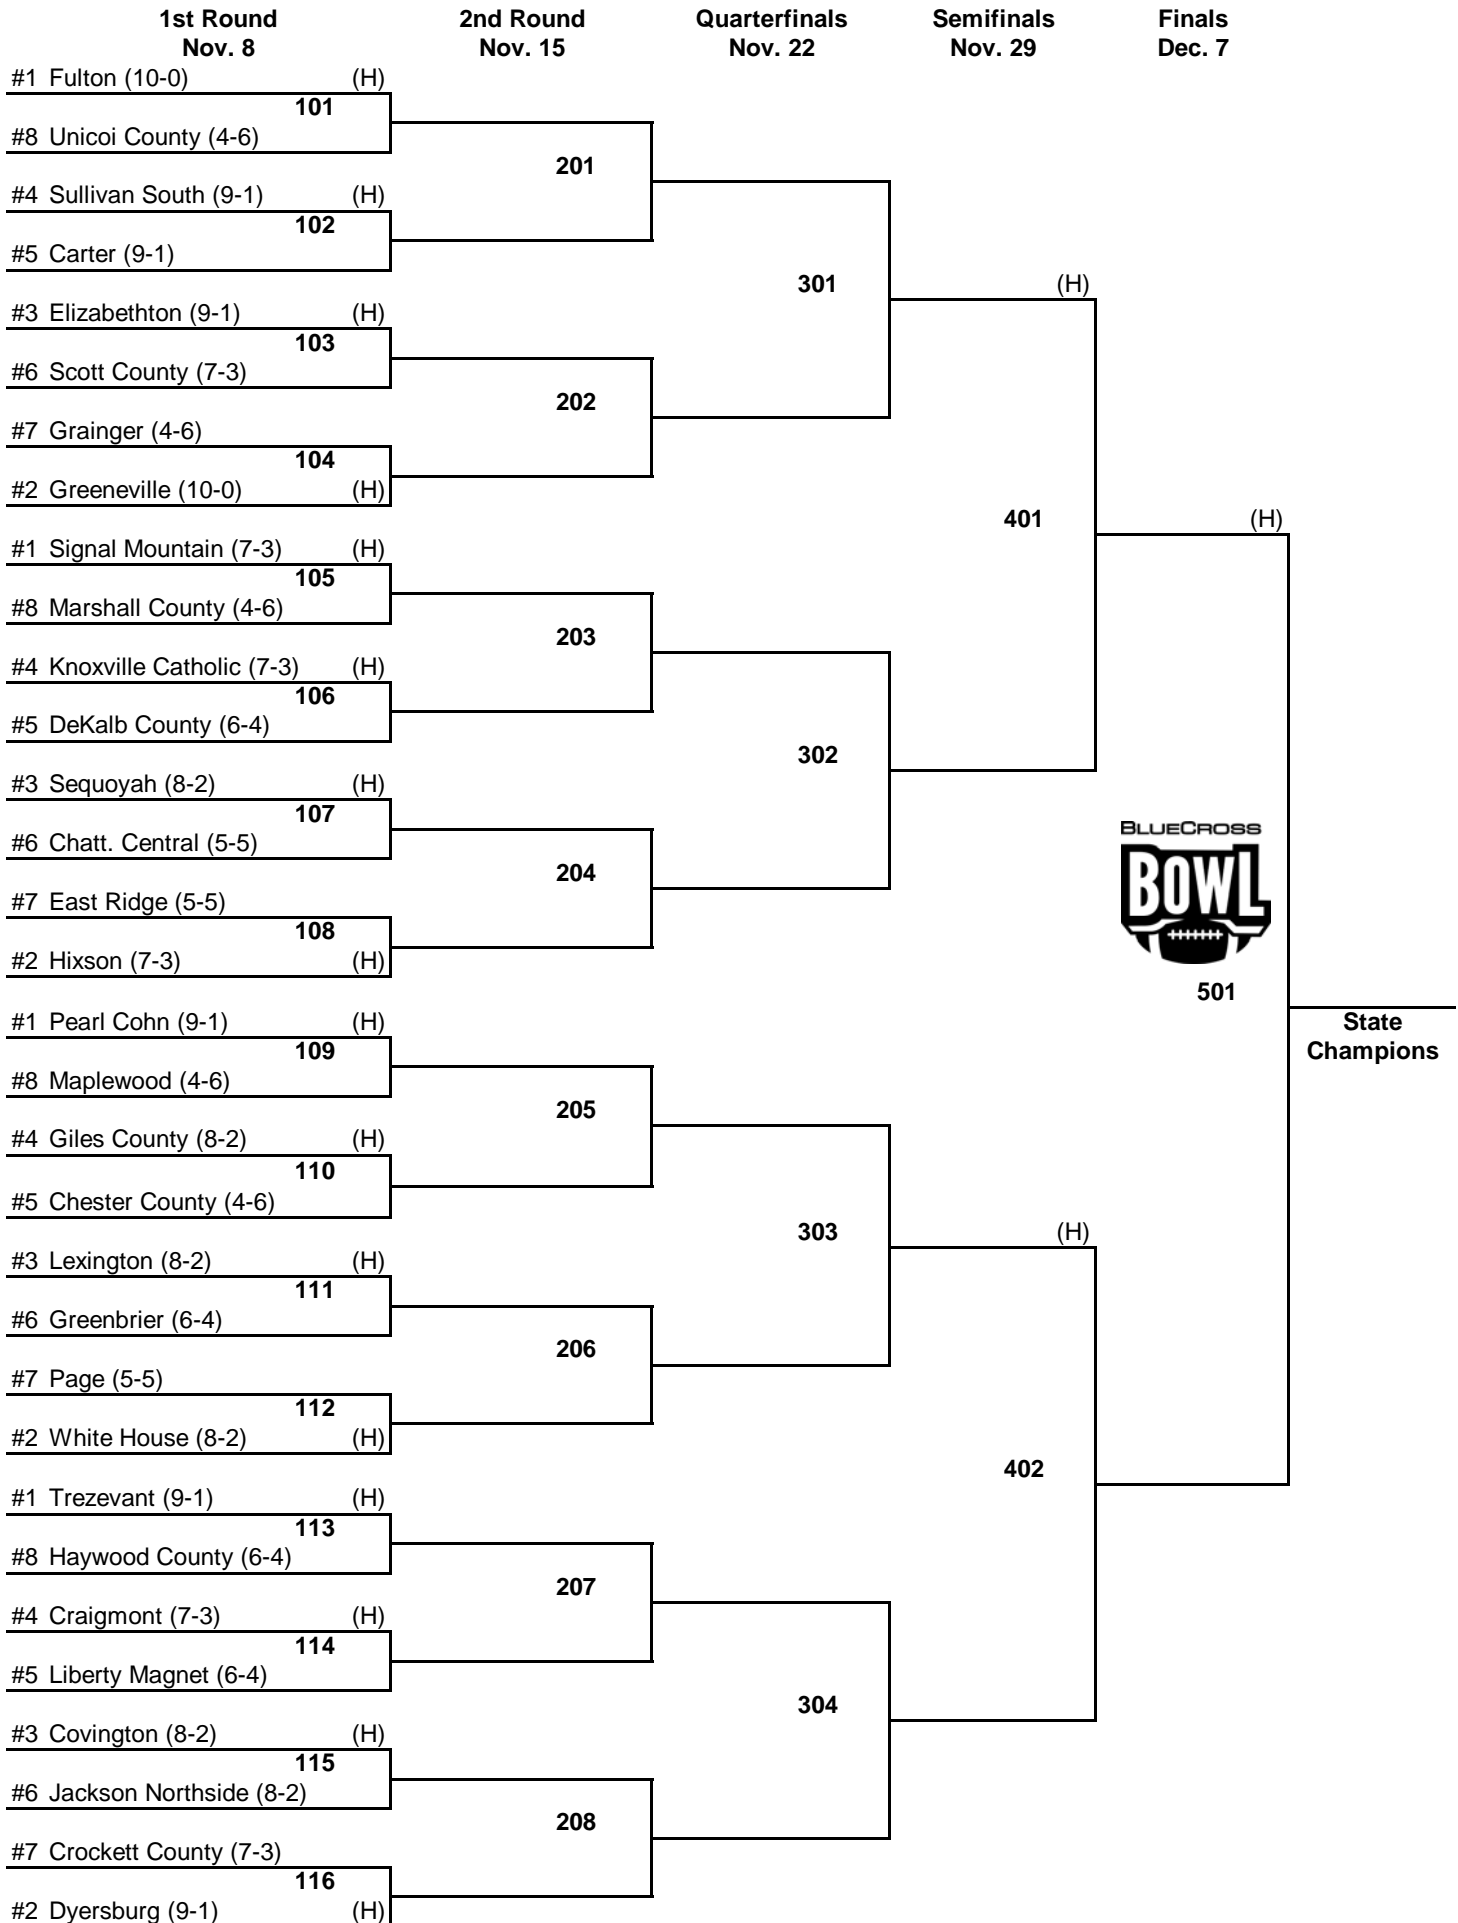 1st Round 2nd Round Quarterfinals Semifinals Finals
Nov. 8 Nov. 15 Nov. 22 Nov. 29 Dec. 7
#1 Fulton (10-0) (H)
101
#8 Unicoi County (4-6)
201
#4 Sullivan South (9-1) (H)
102
#5 Carter (9-1)
301 (H)
#3 Elizabethton (9-1) (H)
103
#6 Scott County (7-3)
202
#7 Grainger (4-6)
104
#2 Greeneville (10-0) (H)
401 (H)
#1 Signal Mountain (7-3) (H)
105
#8 Marshall County (4-6)
203
#4 Knoxville Catholic (7-3) (H)
106
#5 DeKalb County (6-4)
302
#3 Sequoyah (8-2) (H)
107
#6 Chatt. Central (5-5)
204
#7 East Ridge (5-5)
108
#2 Hixson (7-3) (H)
BLUECROSS
BOWL
501
State
Champions
#1 Pearl Cohn (9-1) (H)
109
#8 Maplewood (4-6)
205
#4 Giles County (8-2) (H)
110
#5 Chester County (4-6)
303 (H)
#3 Lexington (8-2) (H)
111
#6 Greenbrier (6-4)
206
#7 Page (5-5)
112
#2 White House (8-2) (H)
402
#1 Trezevant (9-1) (H)
113
#8 Haywood County (6-4)
207
#4 Craigmont (7-3) (H)
114
#5 Liberty Magnet (6-4)
304
#3 Covington (8-2) (H)
115
#6 Jackson Northside (8-2)
208
#7 Crockett County (7-3)
116
#2 Dyersburg (9-1) (H)